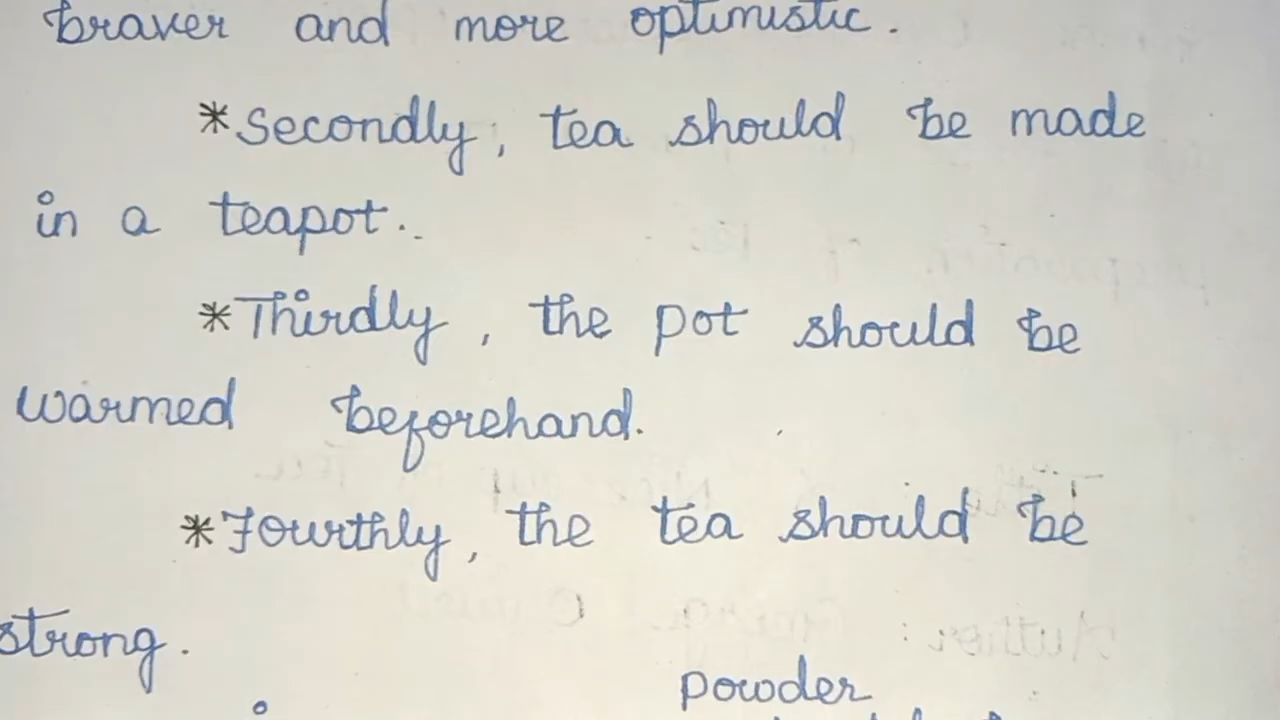 braver and more optimistic.
*Secondly, tea should be made
in a teapot..
*Thirdly, the pot should be
warmed beforehand.
*Fourthly, the tea should be
strong.
powder